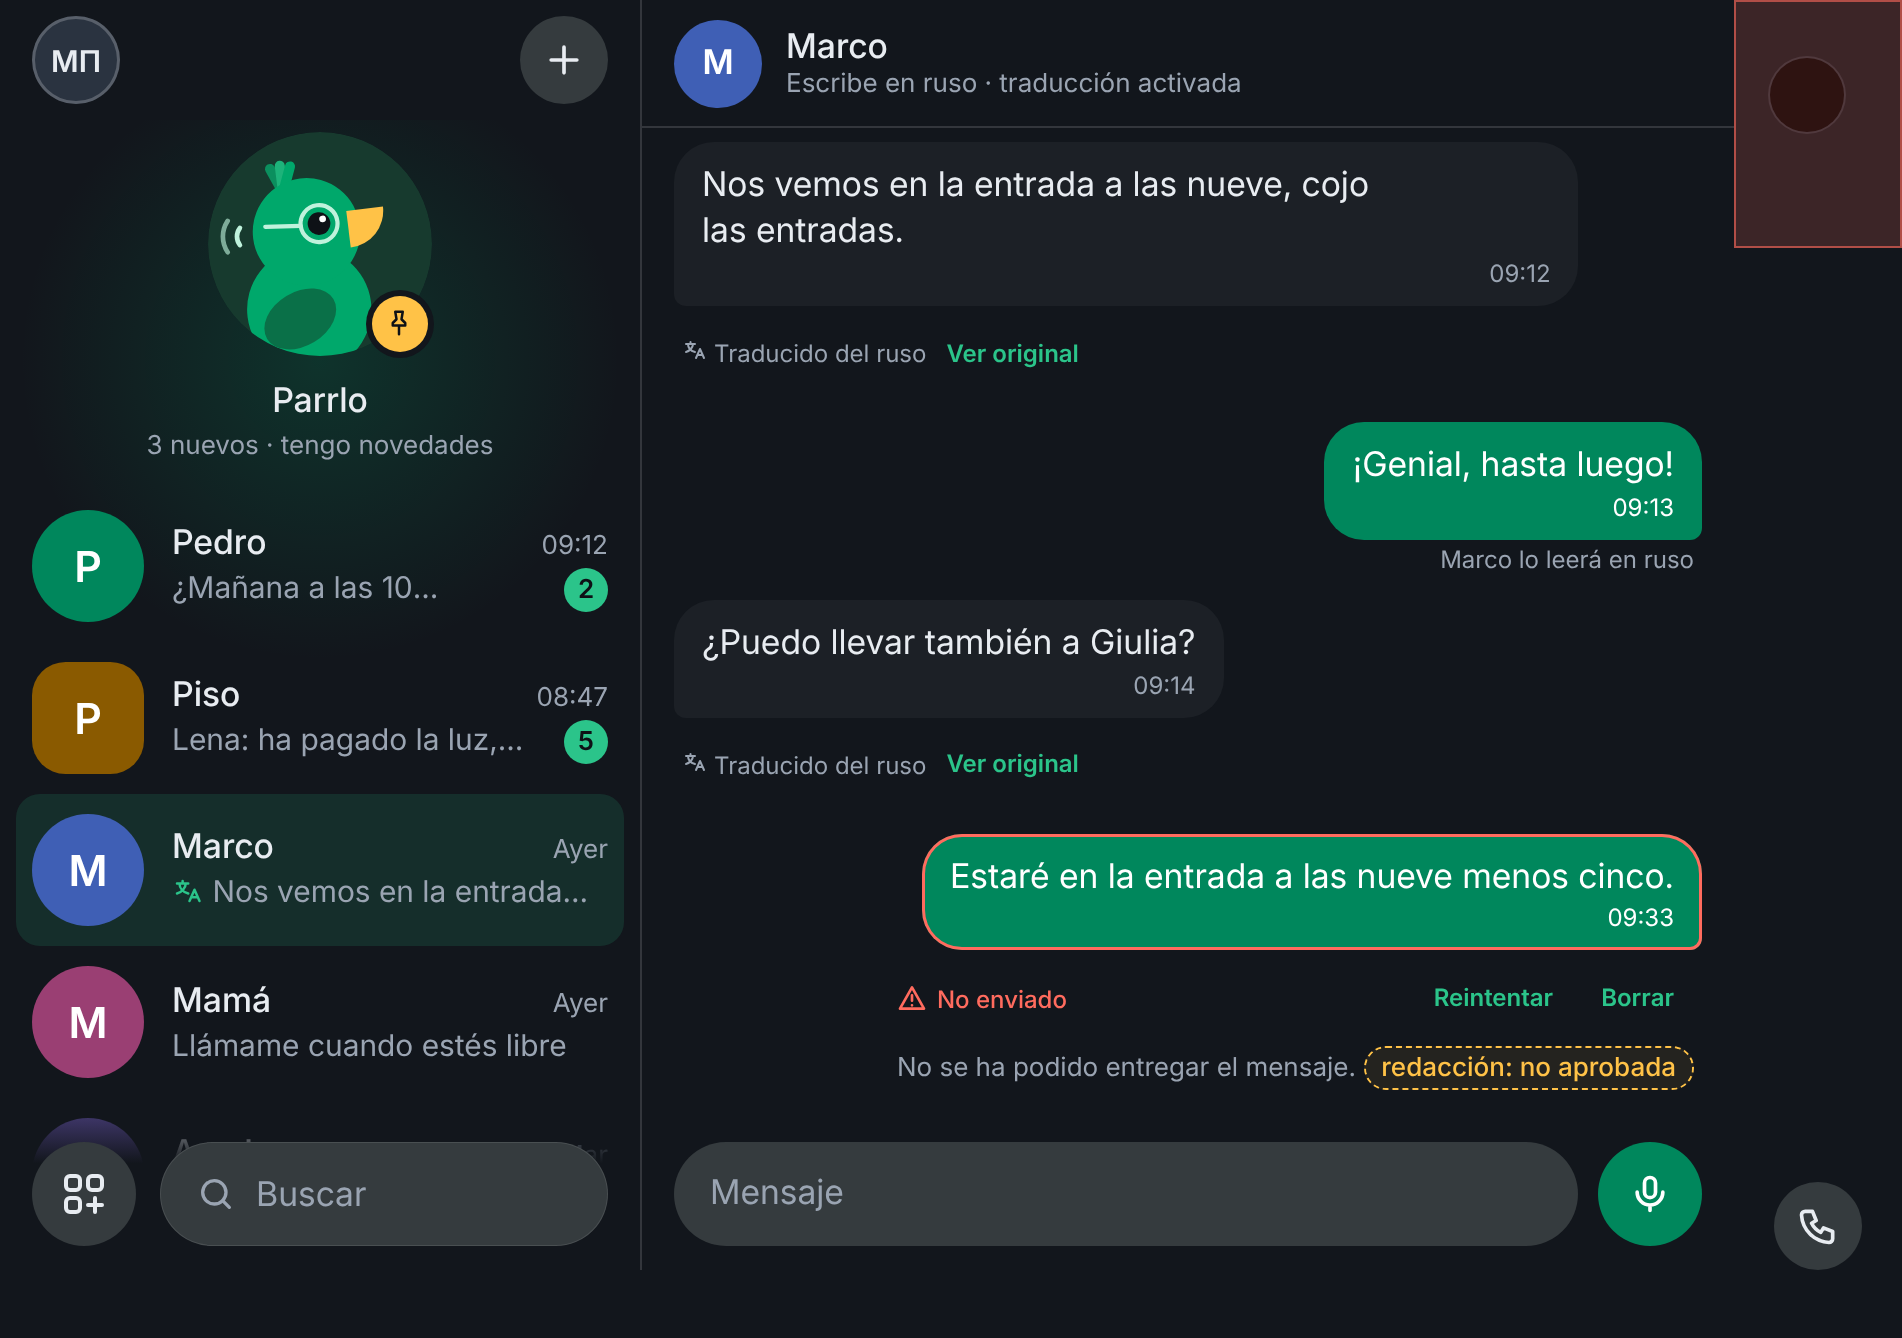 МП
Parrlo
3 nuevos · tengo novedades
Pedro
09:12
¿Mañana a las 10...
2
P
Piso
08:47
Lena: ha pagado la luz,...
5
P
Marco
Ayer
Nos vemos en la entrada...
M
Mamá
Ayer
Llámame cuando estés libre
M
Buscar
M
Marco
Escribe en ruso · traducción activada
Nos vemos en la entrada a las nueve, cojo
las entradas.
09:12
Traducido del ruso Ver original
¡Genial, hasta luego!
09:13
Marco lo leerá en ruso
¿Puedo llevar también a Giulia?
09:14
Traducido del ruso Ver original
Estaré en la entrada a las nueve menos cinco.
09:33
No enviado Reintentar Borrar
No se ha podido entregar el mensaje. redacción: no aprobada
Mensaje